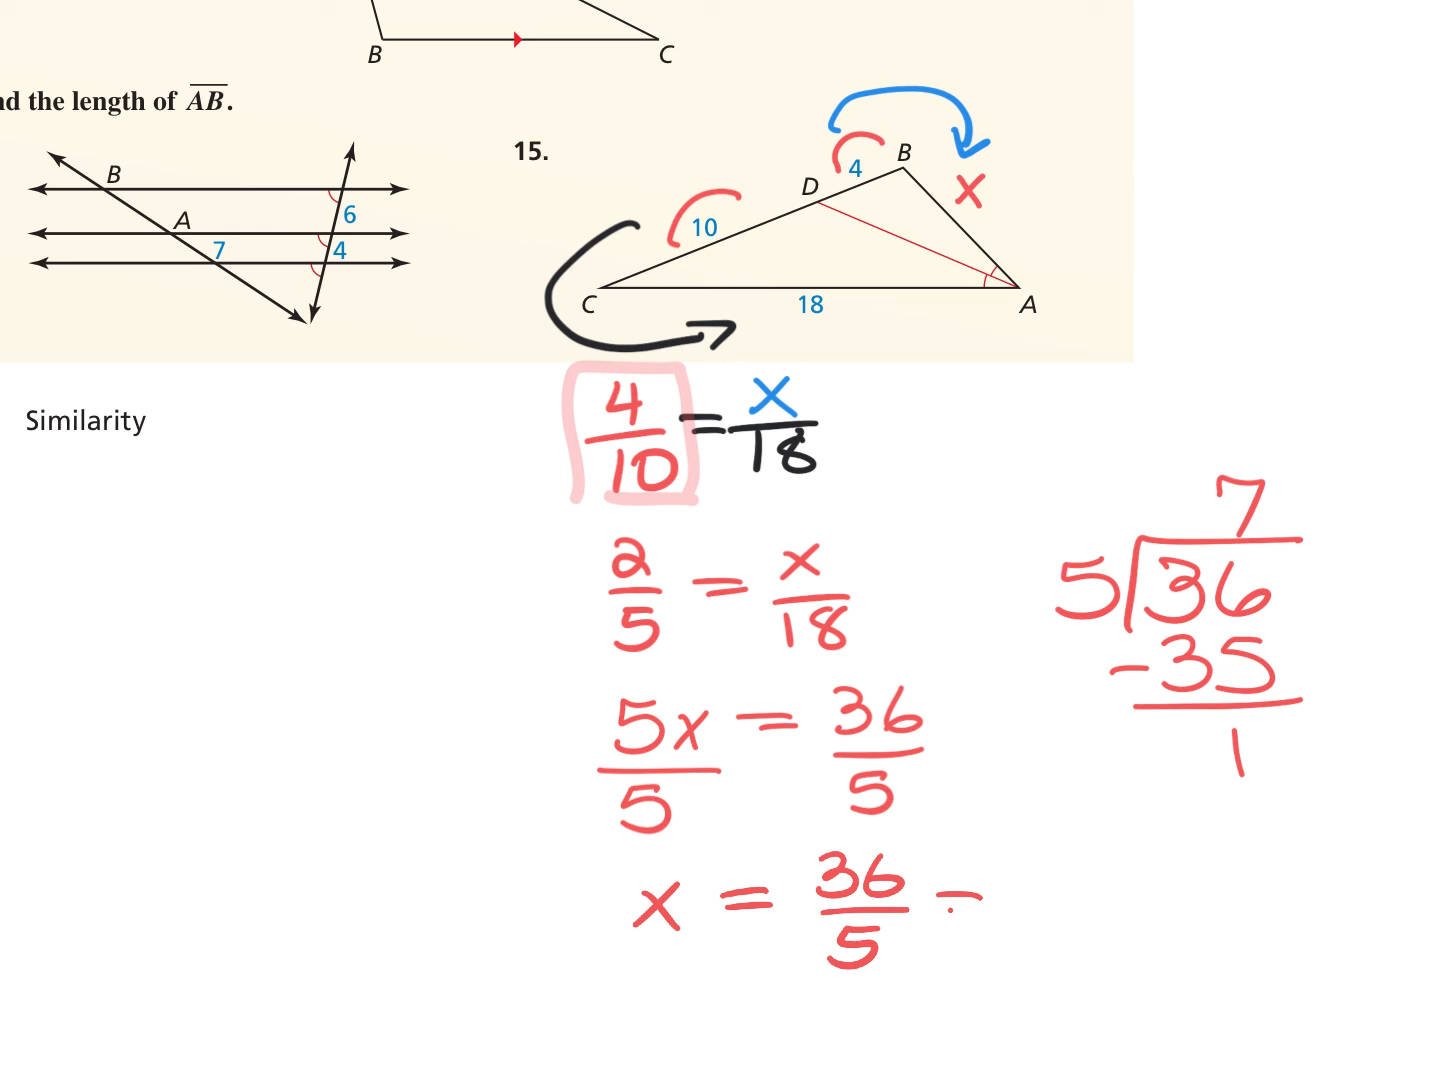 B C
nd the length of AB.
B
A
6
7
4
15.
4
B
D
x
10
C
18
A
Similarity
4/10 = x/18
2/5 = x/18
5x/5 = 36/5
x = 36/5 =
7
5 36
-35
1